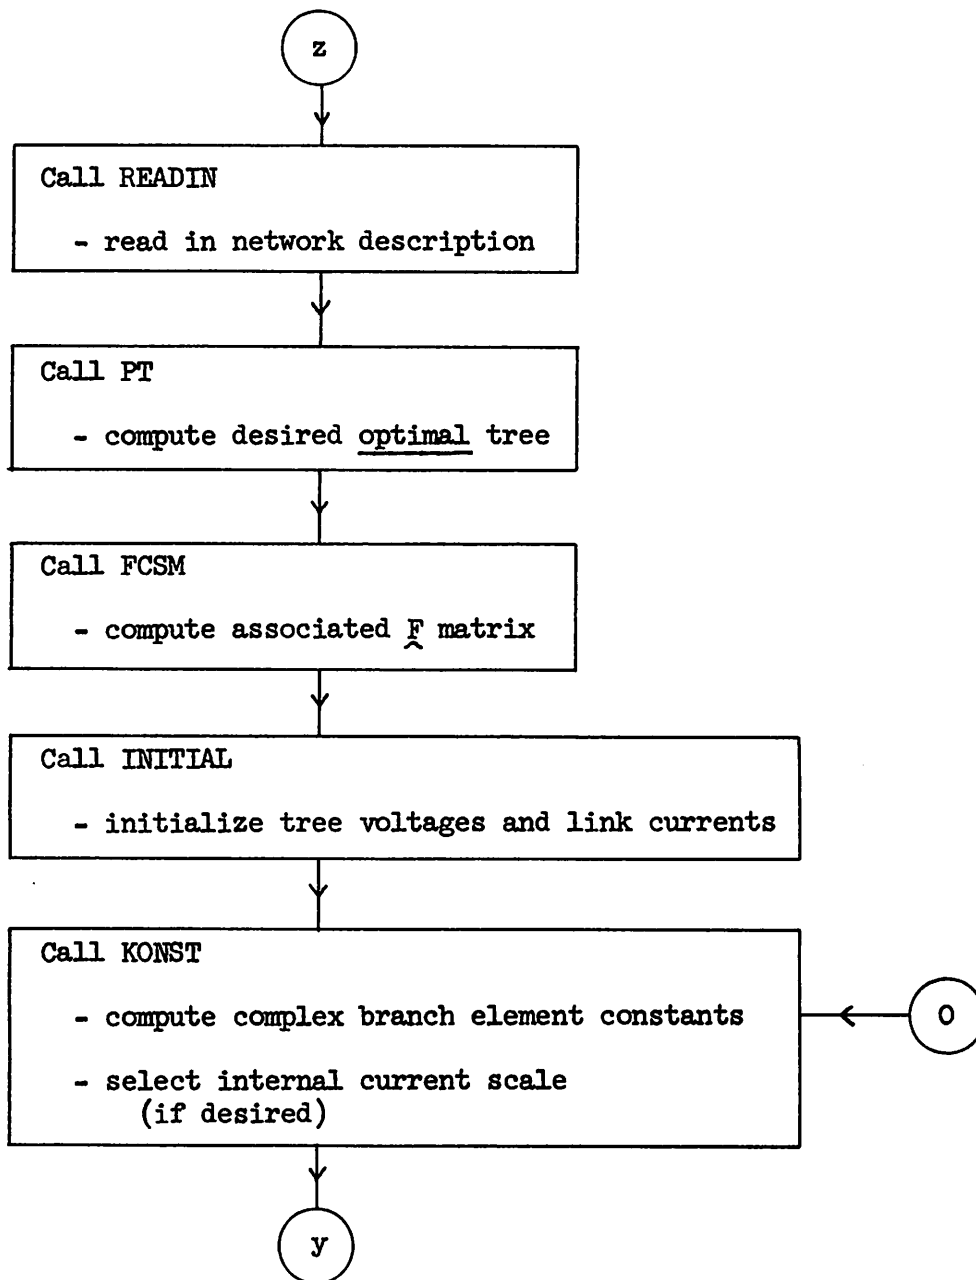 z
Call READIN
- read in network description
Call PT
- compute desired optimal tree
Call FCSM
- compute associated F matrix
Call INITIAL
- initialize tree voltages and link currents
Call KONST
- compute complex branch element constants
O
- select internal current scale
(if desired)
y